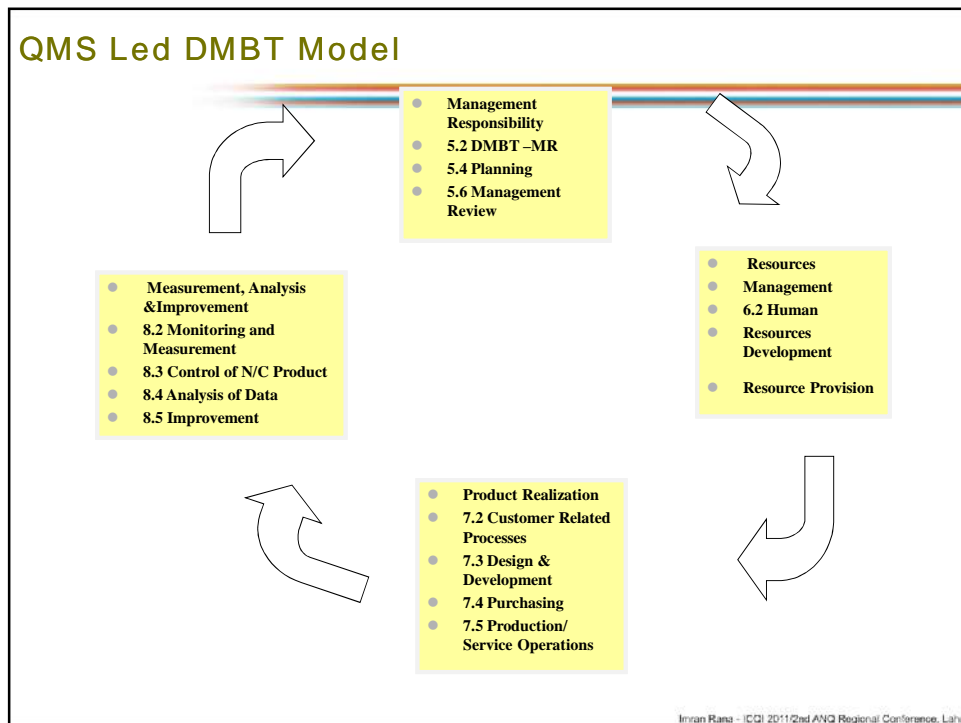 QMS Led DMBT Model
Management
Responsibility
5.2 DMBT –MR
5.4 Planning
5.6 Management
Review
Resources
Management
6.2 Human
Resources
Development
Resource Provision
Product Realization
7.2 Customer Related
Processes
7.3 Design &
Development
7.4 Purchasing
7.5 Production/
Service Operations
Measurement, Analysis
&Improvement
8.2 Monitoring and
Measurement
8.3 Control of N/C Product
8.4 Analysis of Data
8.5 Improvement
Imran Rana - ICQI 2011/2nd ANQ Regional Conference, Lah